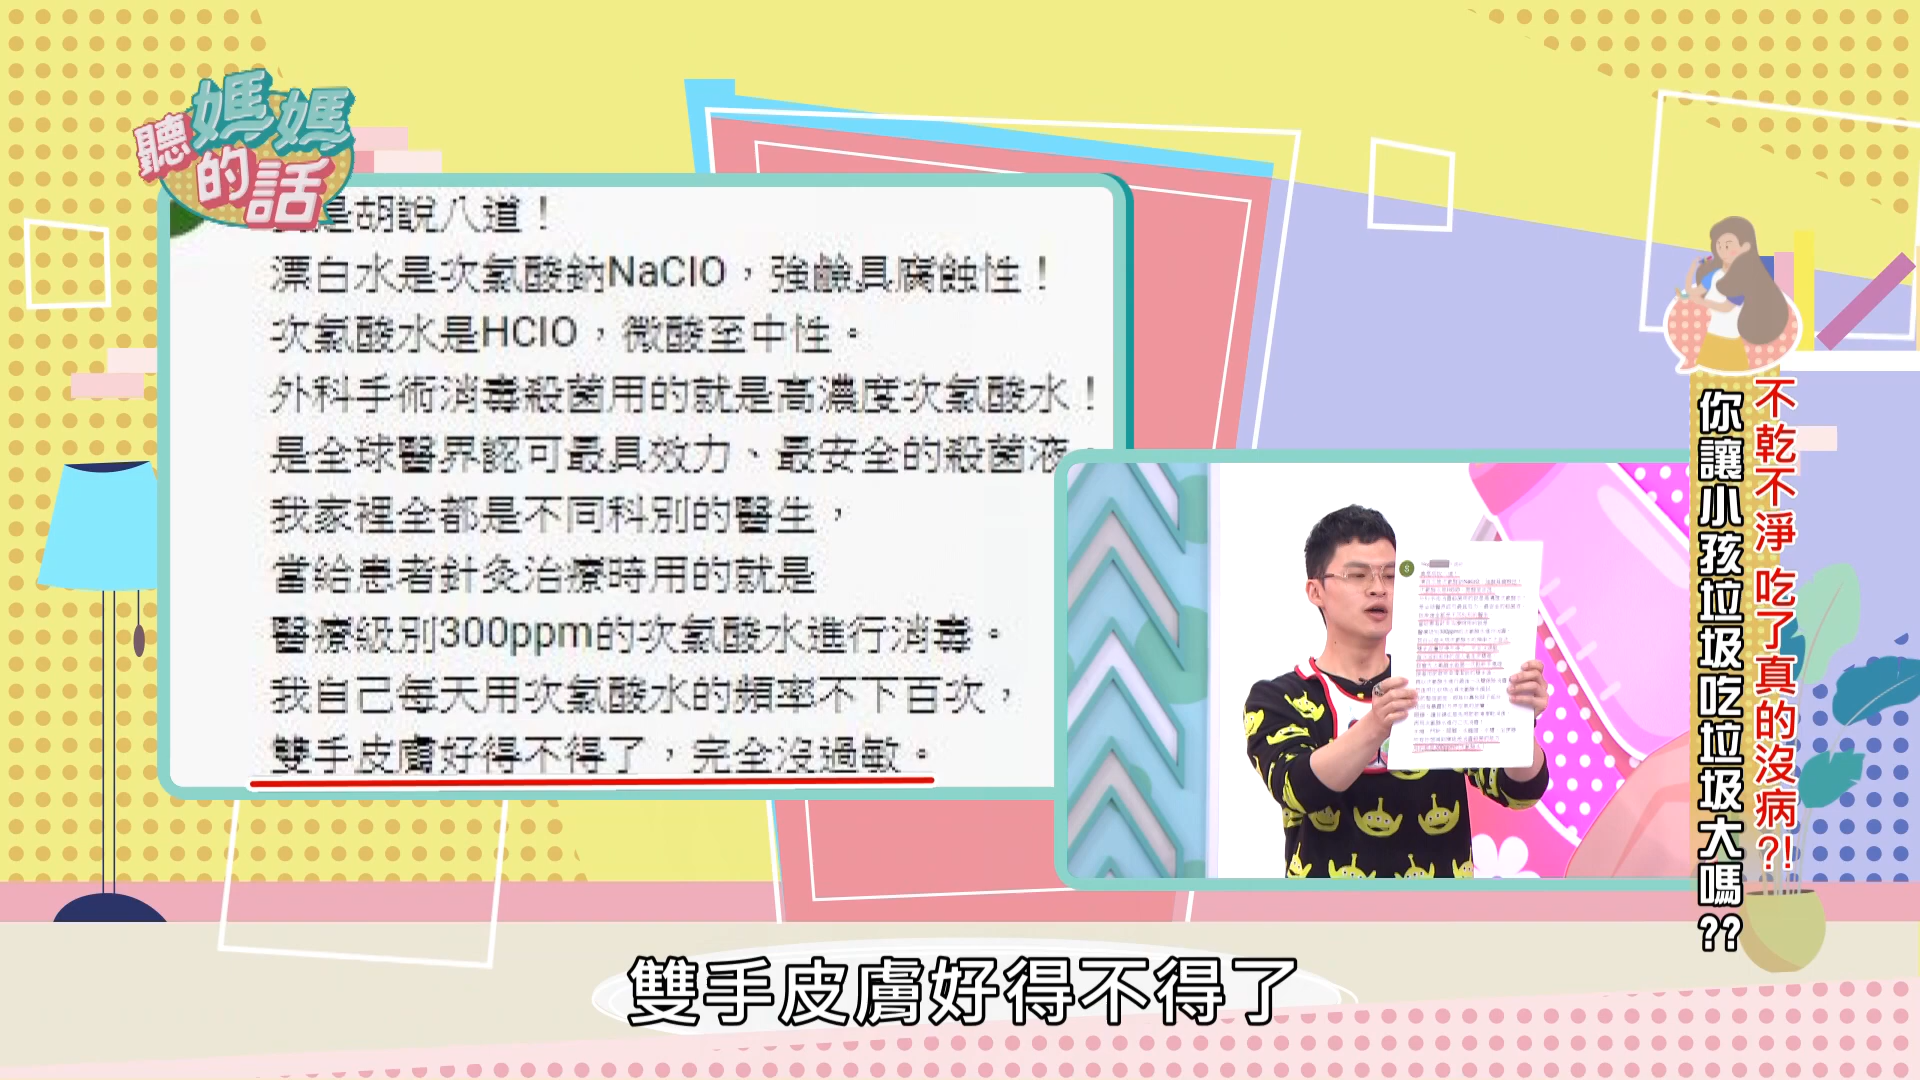 聽媽媽的話
是胡說八道！
漂白水是次氯酸鈉NaClO，強鹼具腐蝕性！
次氯酸水是HClO，微酸至中性。
外科手術消毒殺菌用的就是高濃度次氯酸水！
是全球醫界認可最具效力、最安全的殺菌液。
我家裡全都是不同科別的醫生，
當給患者針灸治療時用的就是
醫療級別300ppm的次氯酸水進行消毒。
我自己每天用次氯酸水的頻率不下百次，
雙手皮膚好得不得了，完全沒過敏。
不乾不淨 吃了真的沒病?!
你讓小孩垃圾吃垃圾大嗎??
雙手皮膚好得不得了